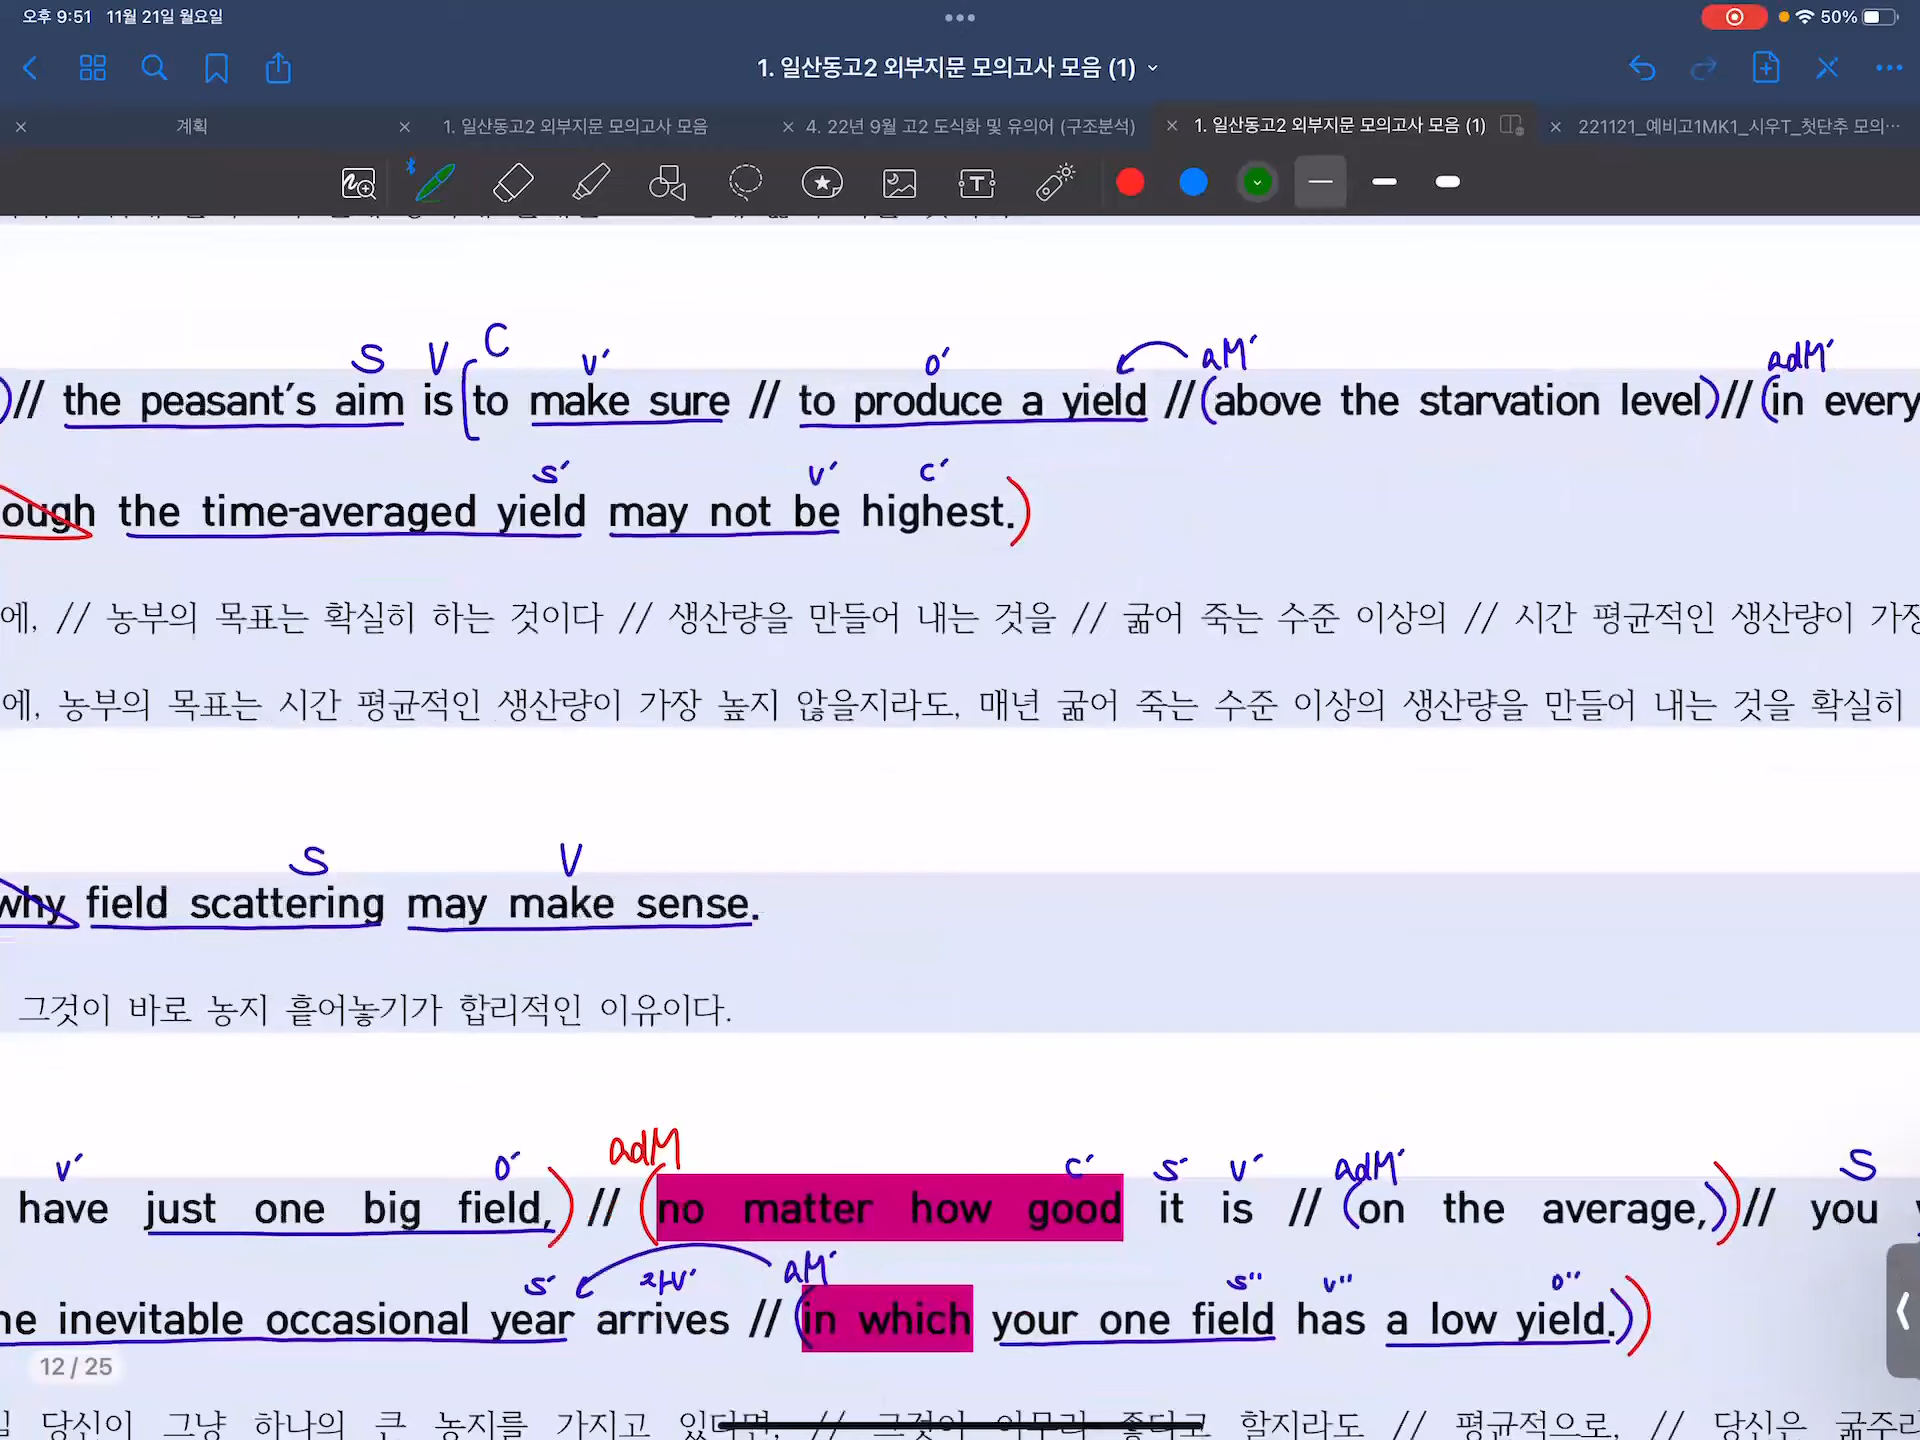 오후 9:51 11월 21일 월요일 50%
1. 일산동고2 외부지문 모의고사 모음 (1)
계획 1. 일산동고2 외부지문 모의고사 모음 4. 22년 9월 고2 도식화 및 유의어 (구조분석) 1. 일산동고2 외부지문 모의고사 모음 (1) 221121_예비고1MK1_시우T_첫단추 모의…
S V C v' o' aM' adM'
// the peasant's aim is [to make sure // to produce a yield // (above the starvation level)// (in every
s' v' c'
ough the time-averaged yield may not be highest.)
에, // 농부의 목표는 확실히 하는 것이다 // 생산량을 만들어 내는 것을 // 굶어 죽는 수준 이상의 // 시간 평균적인 생산량이 가장
에, 농부의 목표는 시간 평균적인 생산량이 가장 높지 않을지라도, 매년 굶어 죽는 수준 이상의 생산량을 만들어 내는 것을 확실히
S V
why field scattering may make sense.
그것이 바로 농지 흩어놓기가 합리적인 이유이다.
v' o' adM c' s' v' adM' S
have just one big field,) // (no matter how good it is // (on the average,)) // you
s' aM' s'' v'' o''
he inevitable occasional year arrives // (in which your one field has a low yield.))
12 / 25
당신이 그냥 하나의 큰 농지를 가지고 있다면, // 그것이 아무리 좋다고 할지라도 // 평균적으로, // 당신은 굶주리